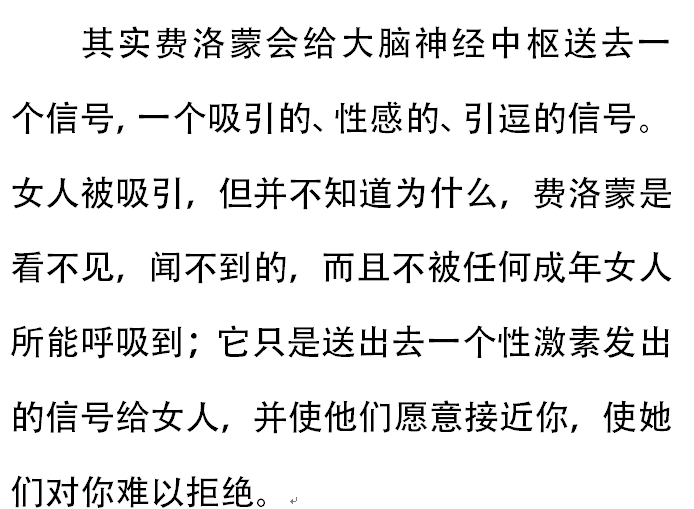 其实费洛蒙会给大脑神经中枢送去一
个信号,一个吸引的、性感的、引逗的信号。
女人被吸引，但并不知道为什么，费洛蒙是
看不见，闻不到的，而且不被任何成年女人
所能呼吸到；它只是送出去一个性激素发出
的信号给女人，并使他们愿意接近你，使她
们对你难以拒绝。